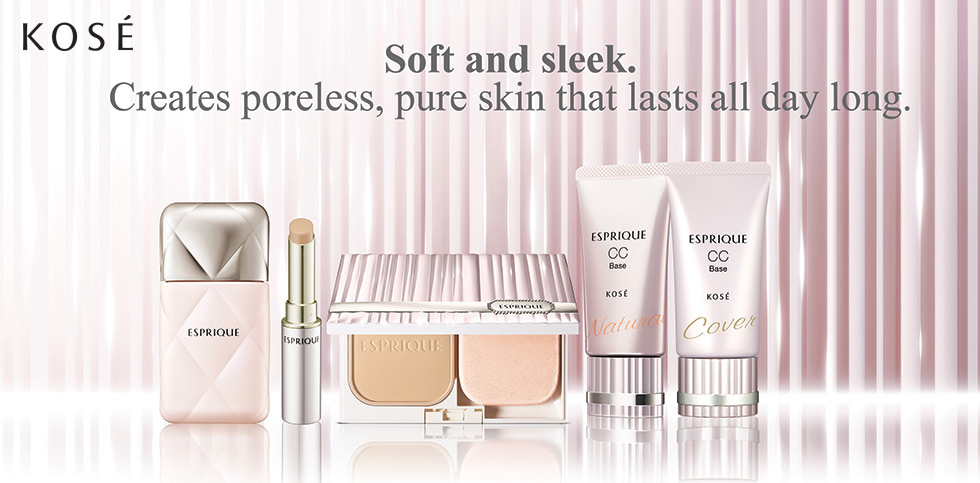 KOSÉ
Soft and sleek.
Creates poreless, pure skin that lasts all day long.
ESPRIQUE
ESPRIQUE
ESPRIQUE
ESPRIQUE
ESPRIQUE
CC
Base
KOSÉ
Natural
ESPRIQUE
CC
Base
KOSÉ
Cover